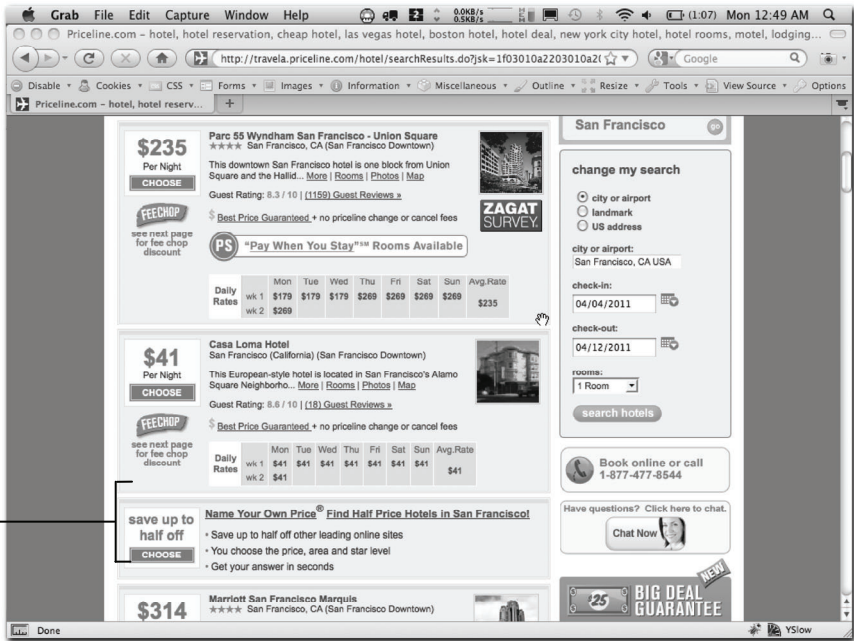 Grab File Edit Capture Window Help 0.0KB/s 0.5KB/s (1:07) Mon 12:49 AM
Priceline.com – hotel, hotel reservation, cheap hotel, las vegas hotel, boston hotel, hotel deal, new york city hotel, hotel rooms, motel, lodging...
http://travela.priceline.com/hotel/searchResults.do?jsk=1f03010a2203010a20 Google
Disable Cookies CSS Forms Images Information Miscellaneous Outline Resize Tools View Source Options
Priceline.com – hotel, hotel reserv... +
$235
Per Night
CHOOSE
FEECHOP
see next page
for fee chop
discount
Parc 55 Wyndham San Francisco - Union Square
★★★★ San Francisco, CA (San Francisco Downtown)
This downtown San Francisco hotel is one block from Union
Square and the Hallid... More | Rooms | Photos | Map
Guest Rating: 8.3 / 10 | (1159) Guest Reviews »
$ Best Price Guaranteed + no priceline change or cancel fees
ZAGAT
SURVEY
PS "Pay When You Stay"℠ Rooms Available
Mon Tue Wed Thu Fri Sat Sun Avg.Rate
Daily Rates
wk 1 $179 $179 $179 $269 $269 $269 $269 $235
wk 2 $269
$41
Per Night
CHOOSE
FEECHOP
see next page
for fee chop
discount
Casa Loma Hotel
San Francisco (California) (San Francisco Downtown)
This European-style hotel is located in San Francisco's Alamo
Square Neighborho... More | Rooms | Photos | Map
Guest Rating: 8.6 / 10 | (18) Guest Reviews »
$ Best Price Guaranteed + no priceline change or cancel fees
Mon Tue Wed Thu Fri Sat Sun Avg.Rate
Daily Rates
wk 1 $41 $41 $41 $41 $41 $41 $41 $41
wk 2 $41
save up to
half off
CHOOSE
Name Your Own Price® Find Half Price Hotels in San Francisco!
• Save up to half off other leading online sites
• You choose the price, area and star level
• Get your answer in seconds
$314
Marriott San Francisco Marquis
★★★★ San Francisco, CA (San Francisco Downtown)
San Francisco go
change my search
city or airport
landmark
US address
city or airport:
San Francisco, CA USA
check-in:
04/04/2011
check-out:
04/12/2011
rooms:
1 Room
search hotels
Book online or call
1-877-477-8544
Have questions? Click here to chat.
Chat Now
NEW
$25 BIG DEAL
GUARANTEE
Done YSlow